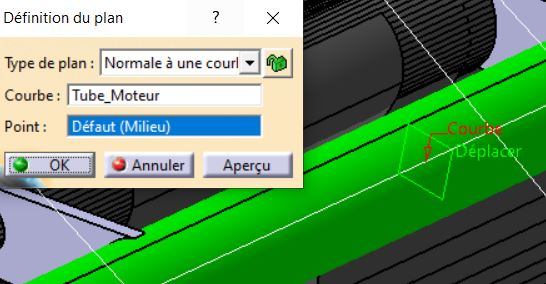 Définition du plan
Type de plan : Normale à une courl
Courbe : Tube_Moteur
Point : Défaut (Milieu)
OK Annuler Aperçu
Courbe
Déplacer